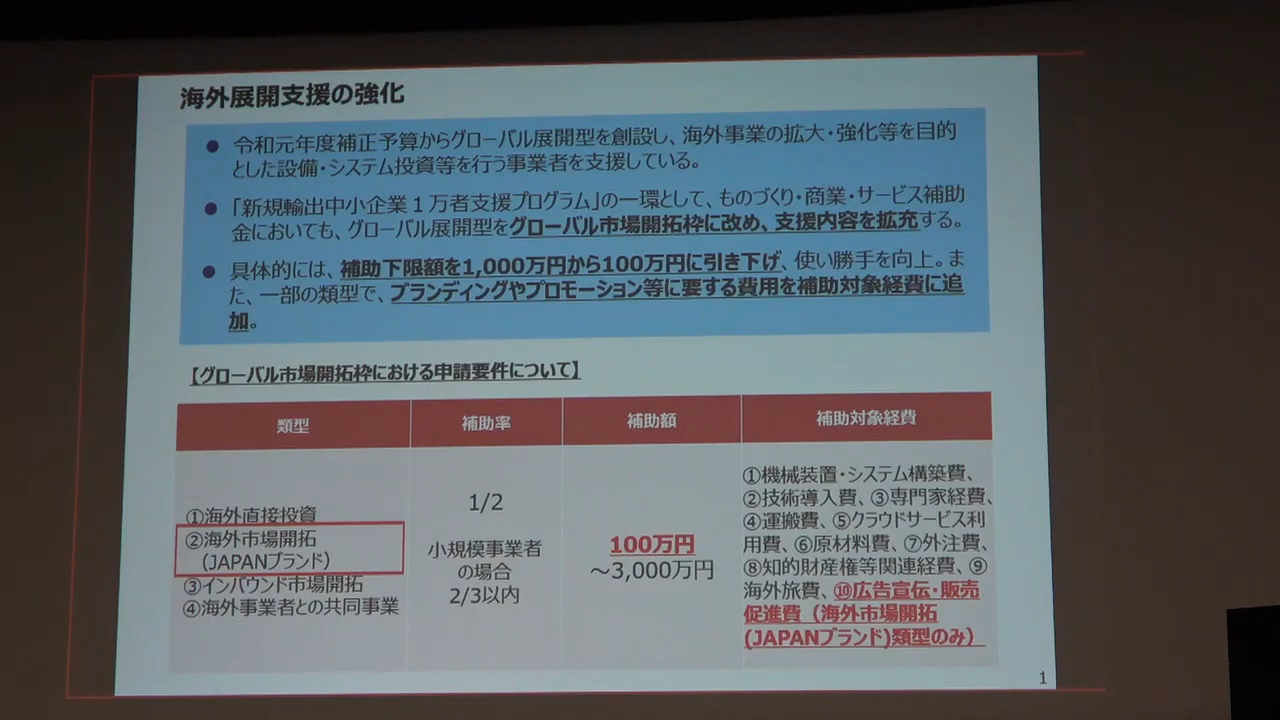 海外展開支援の強化
● 令和元年度補正予算からグローバル展開型を創設し、海外事業の拡大・強化等を目的
とした設備・システム投資等を行う事業者を支援している。
● 「新規輸出中小企業１万者支援プログラム」の一環として、ものづくり・商業・サービス補助
金においても、グローバル展開型をグローバル市場開拓枠に改め、支援内容を拡充する。
● 具体的には、補助下限額を1,000万円から100万円に引き下げ、使い勝手を向上。ま
た、一部の類型で、ブランディングやプロモーション等に要する費用を補助対象経費に追
加。
【グローバル市場開拓枠における申請要件について】
類型
補助率
補助額
補助対象経費
①海外直接投資
②海外市場開拓
(JAPANブランド)
③インバウンド市場開拓
④海外事業者との共同事業
1/2
小規模事業者
の場合
2/3以内
100万円
～3,000万円
①機械装置・システム構築費、
②技術導入費、③専門家経費、
④運搬費、⑤クラウドサービス利
用費、⑥原材料費、⑦外注費、
⑧知的財産権等関連経費、⑨
海外旅費、⑩広告宣伝・販売
促進費（海外市場開拓
(JAPANブランド)類型のみ）
1